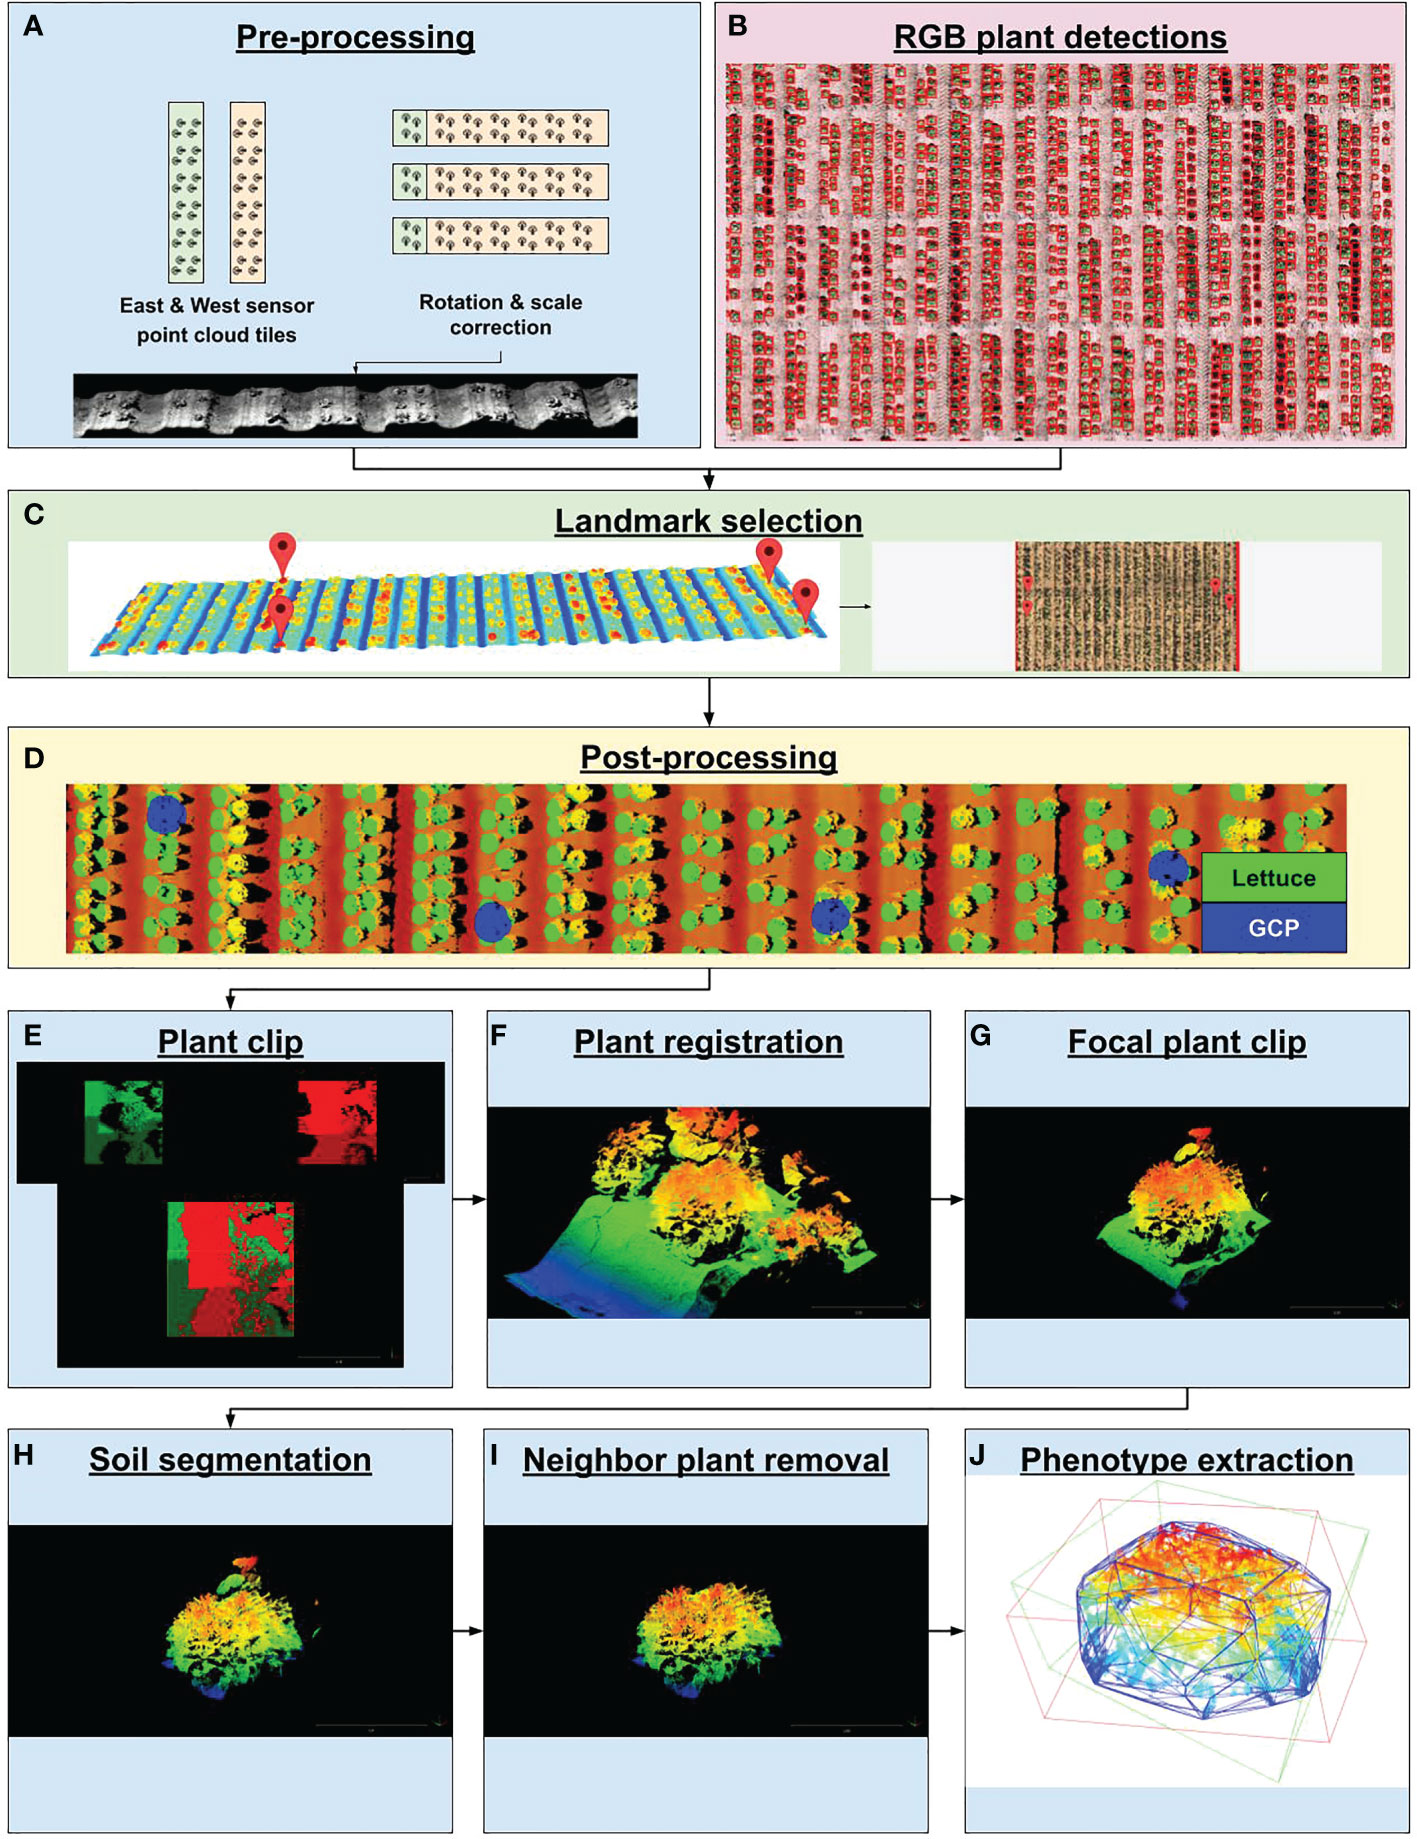 A
Pre-processing
East & West sensor
point cloud tiles
Rotation & scale
correction
B
RGB plant detections
C
Landmark selection
D
Post-processing
Lettuce
GCP
E
Plant clip
F
Plant registration
G
Focal plant clip
H
Soil segmentation
I
Neighbor plant removal
J
Phenotype extraction